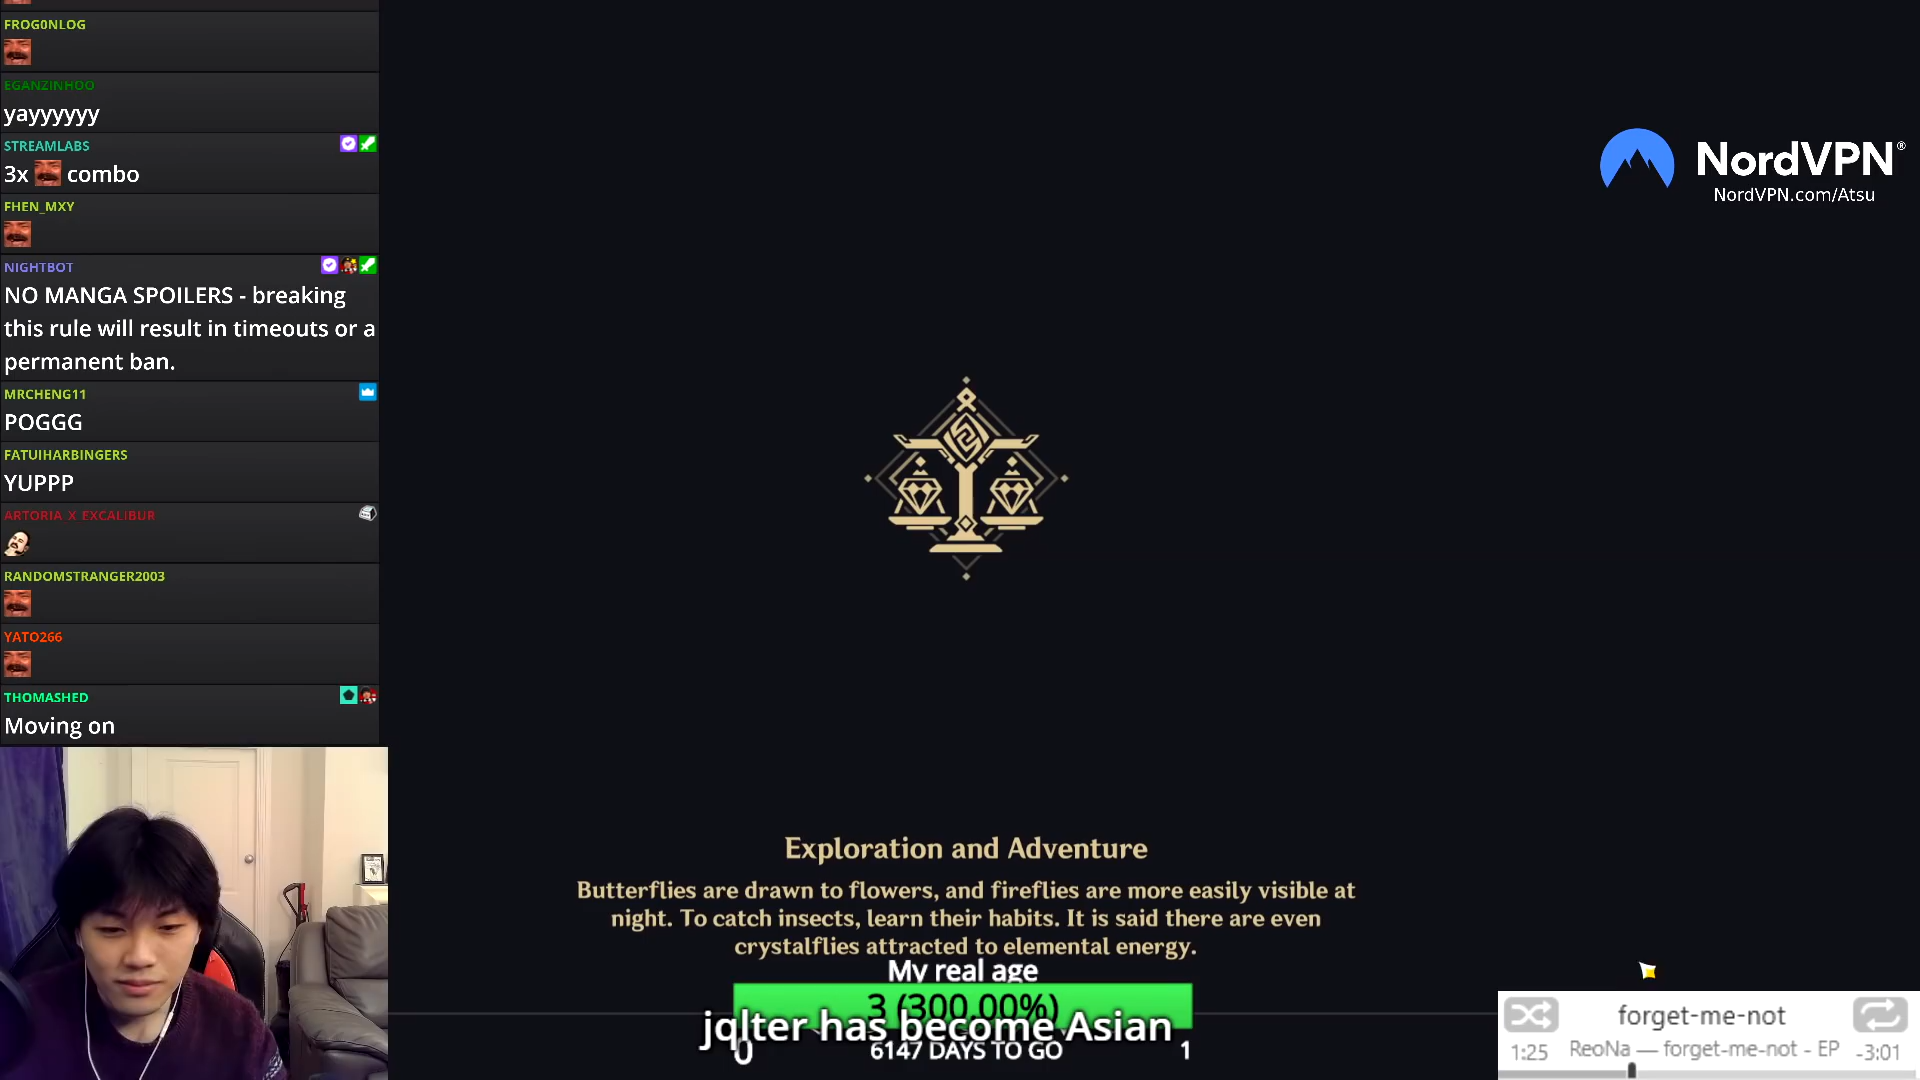 FROG0NLOG
EGANZINHOO
yayyyyyy
STREAMLABS
3x combo
FHEN_MXY
NIGHTBOT
NO MANGA SPOILERS - breaking
this rule will result in timeouts or a
permanent ban.
MRCHENG11
POGGG
FATUIHARBINGERS
YUPPP
ARTORIA_X_EXCALIBUR
RANDOMSTRANGER2003
YATO266
THOMASHED
Moving on
NordVPN®
NordVPN.com/Atsu
Exploration and Adventure
Butterflies are drawn to flowers, and fireflies are more easily visible at
night. To catch insects, learn their habits. It is said there are even
crystalflies attracted to elemental energy.
My real age
3 (300.00%)
jqlter has become Asian
0 6147 DAYS TO GO 1
forget-me-not
1:25 ReoNa — forget-me-not - EP -3:01